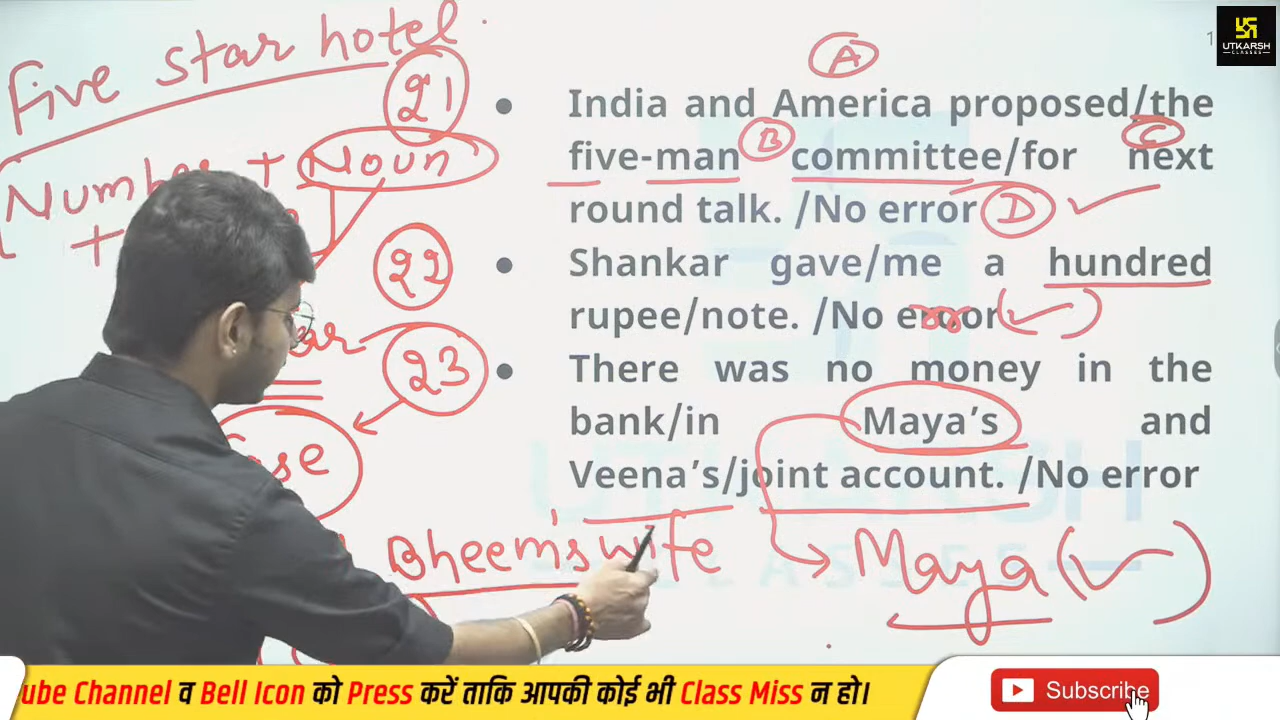 Five star hotel.
UTKARSH
CLASSES
1
A
21
• India and America proposed/the
B
C
five-man committee/for next
Number + Noun
round talk. /No error D
+
22
• Shankar gave/me a hundred
rupee/note. /No error
23
• There was no money in the
bank/in Maya's and
Veena's/joint account. /No error
Bheem's wife
Maya
ube Channel व Bell Icon को Press करें ताकि आपकी कोई भी Class Miss न हो।
Subscribe